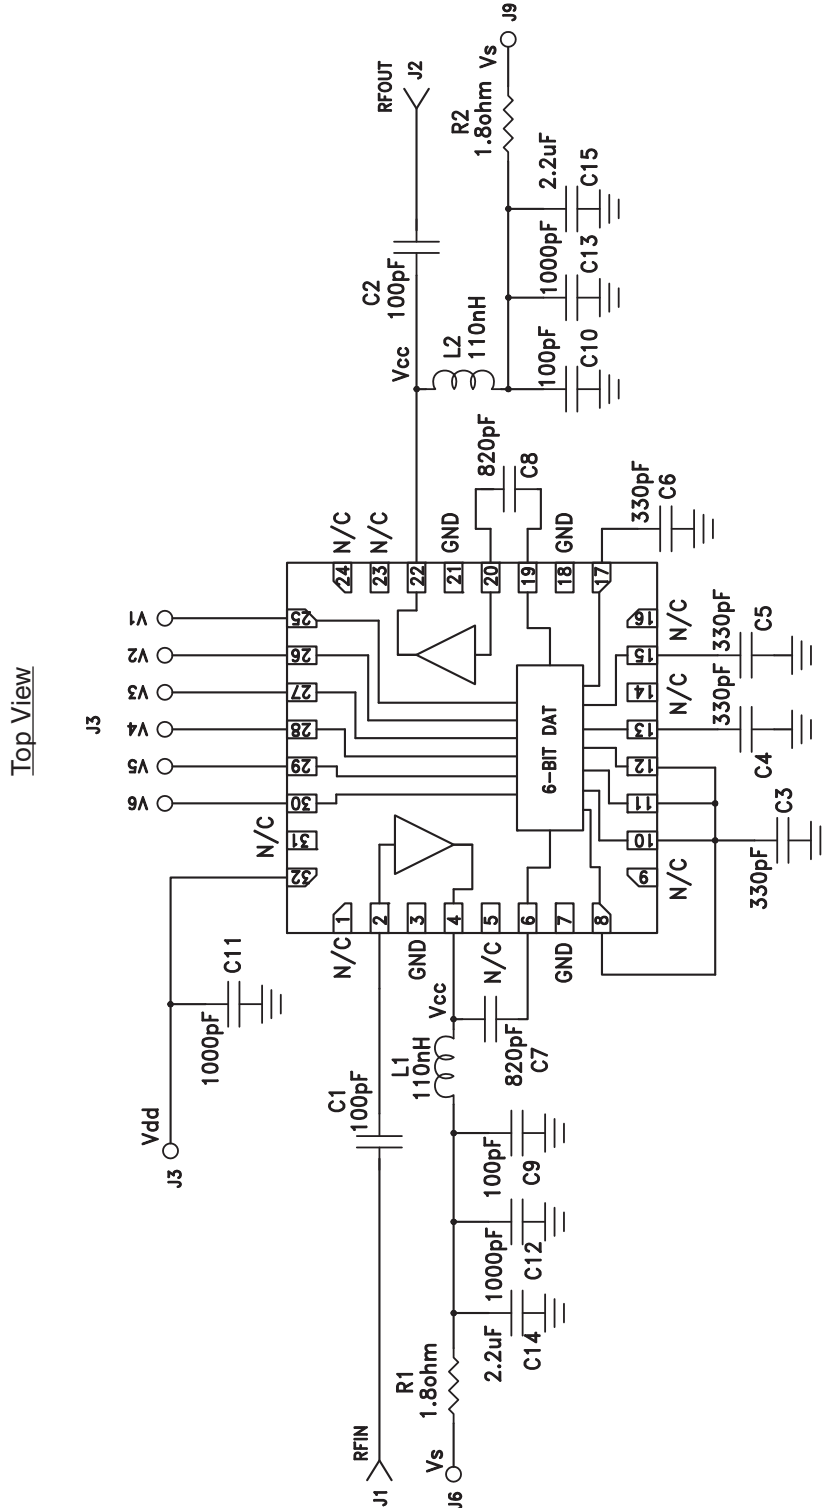 Top View
J3
V1
V2
V3
V4
V5
V6
J9
Vs
R2
1.8ohm
RFOUT
J2
2.2uF
C15
1000pF
C13
100pF
C10
C2
100pF
Vcc
L2
110nH
820pF
C8
330pF
C6
N/C
24
N/C
23
22
GND
21
20
19
GND
18
17
25
26
27
28
29
30
N/C
31
32
16
N/C
15
330pF
C5
14
N/C
13
330pF
C4
12
11
10
330pF
C3
9
N/C
6-BIT DAT
N/C
1
2
GND
3
4
N/C
5
6
GND
7
8
Vdd
J3
1000pF
C11
C1
100pF
Vcc
L1
110nH
820pF
C7
100pF
C9
1000pF
C12
2.2uF
C14
R1
1.8ohm
RFIN
J1
Vs
J6